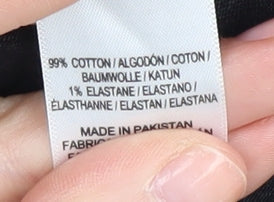 99% COTTON / ALGODÓN / COTON /
BAUMWOLLE / KATUN
1% ELASTANE / ELASTANO /
ÉLASTHANNE / ELASTAN / ELASTANA
MADE IN PAKISTAN